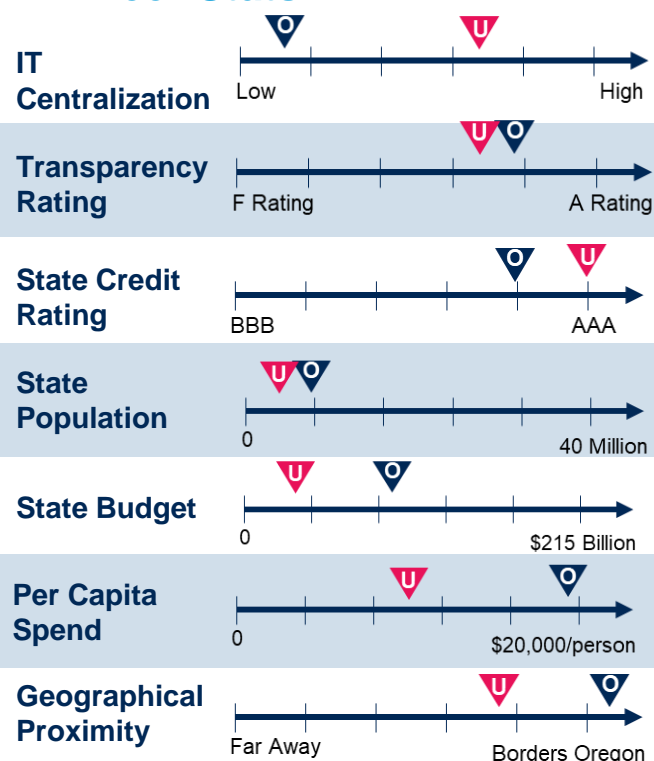 O U
IT
Centralization
Low High
U O
Transparency
Rating
F Rating A Rating
O U
State Credit
Rating
BBB AAA
U O
State
Population
0 40 Million
U O
State Budget
0 $215 Billion
U O
Per Capita
Spend
0 $20,000/person
U O
Geographical
Proximity
Far Away Borders Oregon